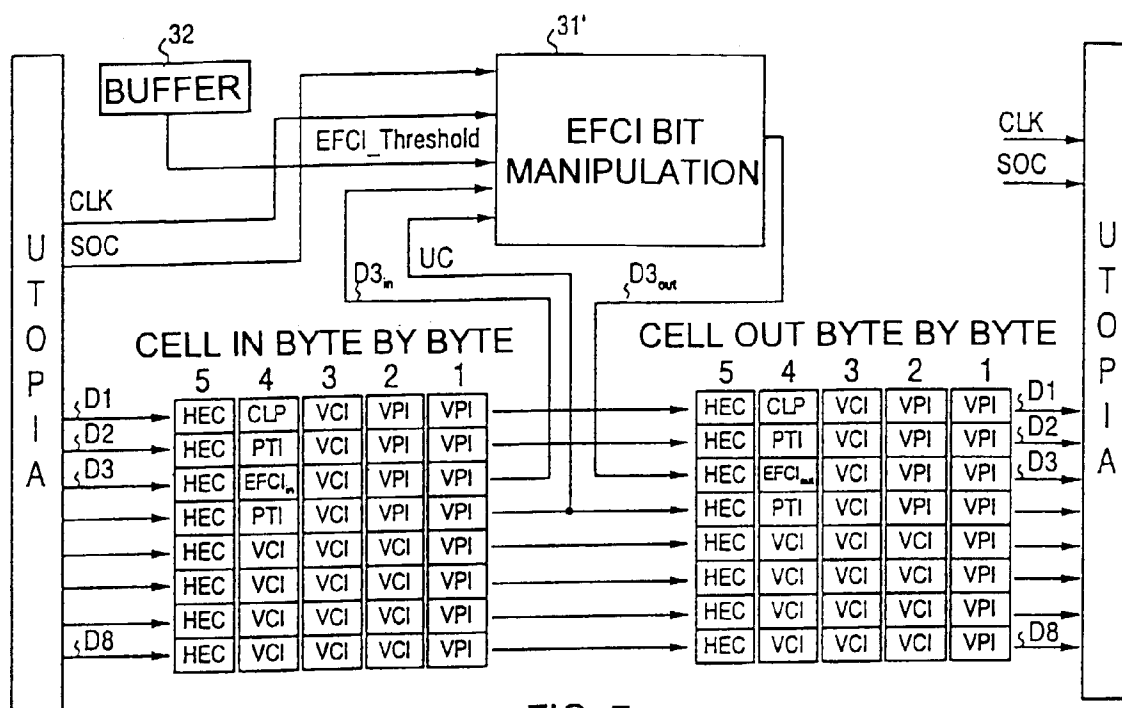 32
BUFFER
31'
EFCI BIT
MANIPULATION
EFCI_Threshold
CLK
SOC
CLK
SOC
UTOPIA
UTOPIA
UC
D3in
D3out
CELL IN BYTE BY BYTE
CELL OUT BYTE BY BYTE
5 4 3 2 1
5 4 3 2 1
D1 HEC CLP VCI VPI VPI
HEC CLP VCI VPI VPI D1
D2 HEC PTI VCI VPI VPI
HEC PTI VCI VPI VPI D2
D3 HEC EFCIin VCI VPI VPI
HEC EFCIout VCI VPI VPI D3
HEC PTI VCI VPI VPI
HEC PTI VCI VPI VPI
HEC VCI VCI VCI VPI
HEC VCI VCI VCI VPI
HEC VCI VCI VCI VPI
HEC VCI VCI VCI VPI
HEC VCI VCI VCI VPI
HEC VCI VCI VCI VPI
D8 HEC VCI VCI VCI VPI
HEC VCI VCI VCI VPI D8